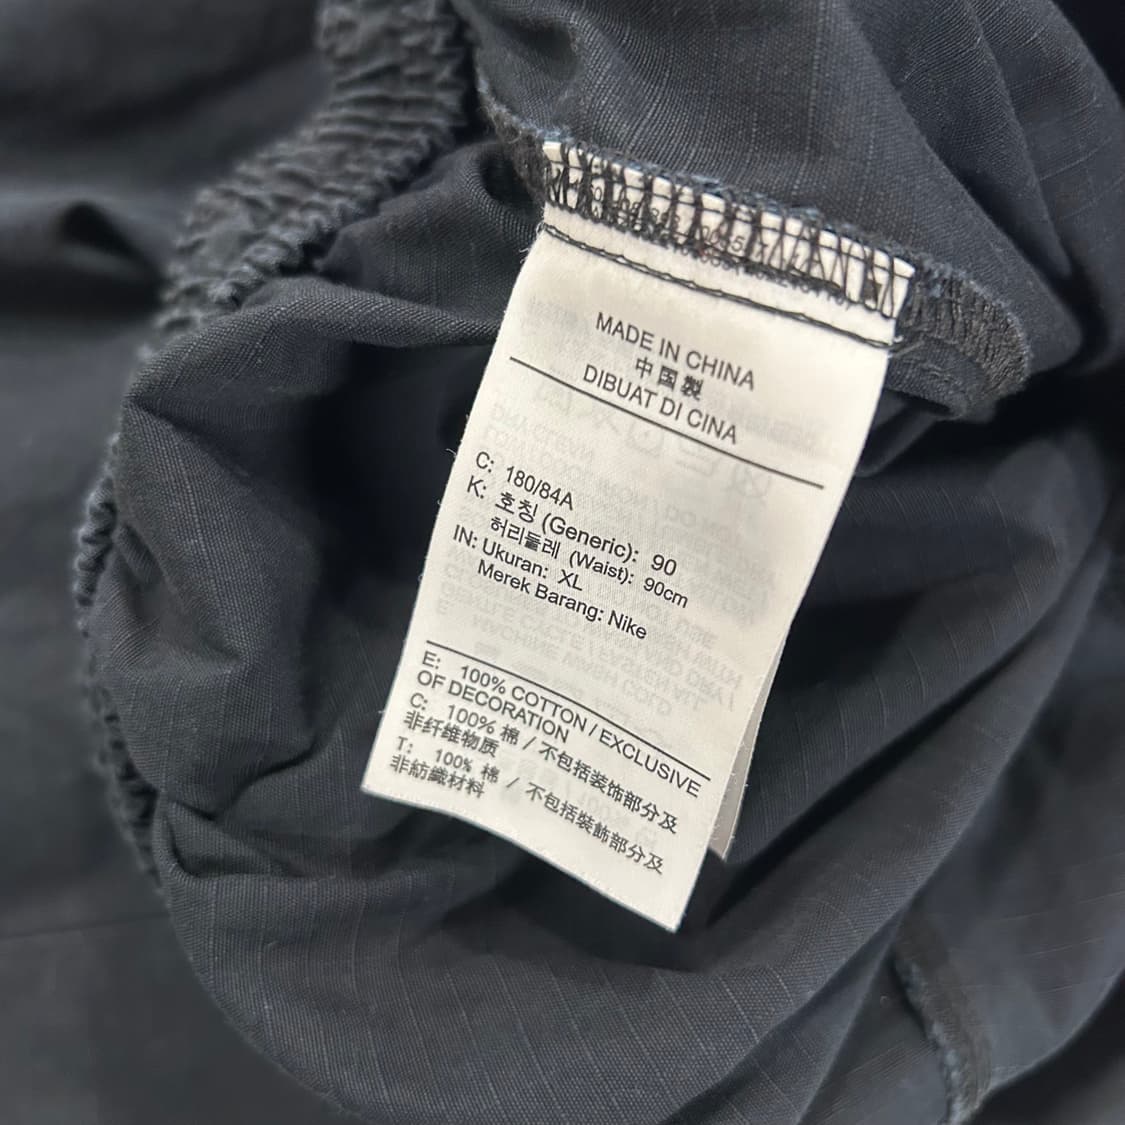 MADE IN CHINA
中国製
DIBUAT DI CINA
C: 180/84A
K: 호칭 (Generic): 90
허리둘레 (Waist): 90cm
IN: Ukuran: XL
Merek Barang: Nike
E: 100% COTTON / EXCLUSIVE
OF DECORATION
C: 100% 棉 / 不包括装饰部分及
非纤维物质
T: 100% 棉 / 不包括裝飾部分及
非紡織材料